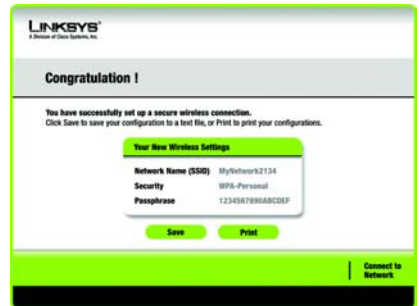 LINKSYS®
A Division of Cisco Systems, Inc.
Congratulation !
You have successfully set up a secure wireless connection.
Click Save to save your configuration to a text file, or Print to print your configurations.
Your New Wireless Settings
Network Name (SSID) MyNetwork2134
Security WPA-Personal
Passphrase 1234567890ABCDEF
Save Print
Connect to
Network